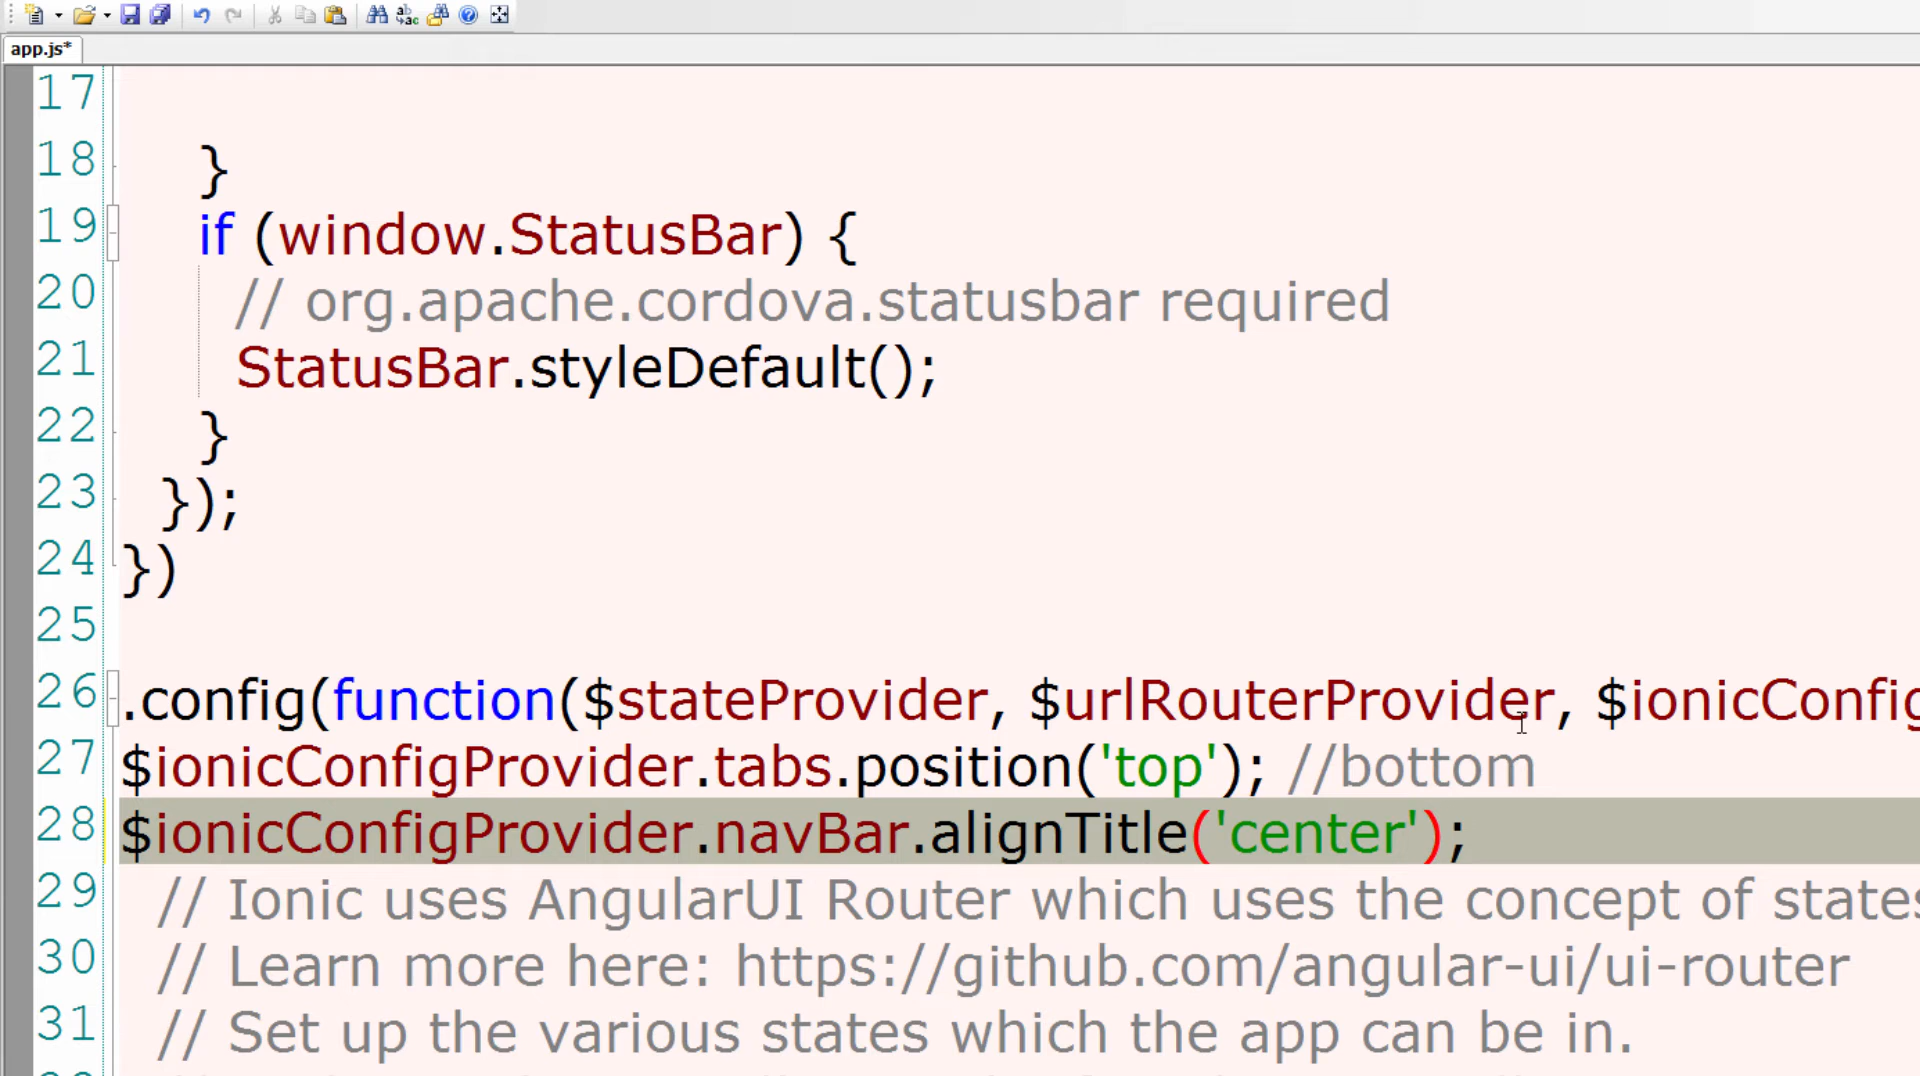 app.js*
17
18 }
19 if (window.StatusBar) {
20 // org.apache.cordova.statusbar required
21 StatusBar.styleDefault();
22 }
23 });
24 })
25
26 .config(function($stateProvider, $urlRouterProvider, $ionicConfig
27 $ionicConfigProvider.tabs.position('top'); //bottom
28 $ionicConfigProvider.navBar.alignTitle('center');
29 // Ionic uses AngularUI Router which uses the concept of states
30 // Learn more here: https://github.com/angular-ui/ui-router
31 // Set up the various states which the app can be in.